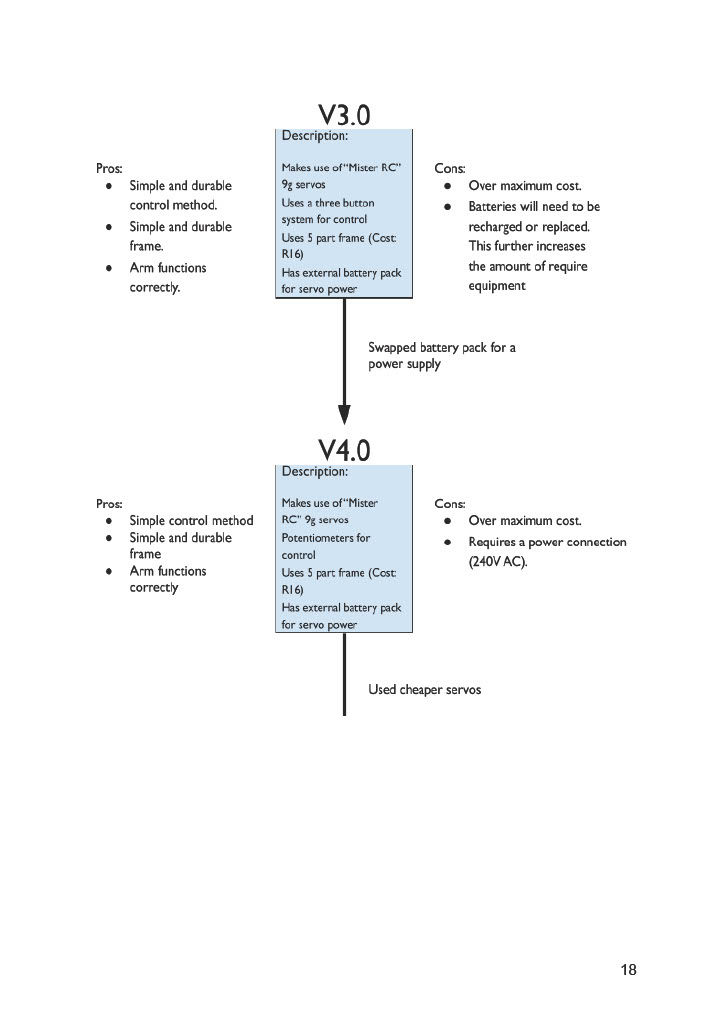 V3.0
Description:
Makes use of "Mister RC"
9g servos
Uses a three button
system for control
Uses 5 part frame (Cost:
R16)
Has external battery pack
for servo power
Pros:
● Simple and durable
control method.
● Simple and durable
frame.
● Arm functions
correctly.
Cons:
● Over maximum cost.
● Batteries will need to be
recharged or replaced.
This further increases
the amount of require
equipment
Swapped battery pack for a
power supply
V4.0
Description:
Makes use of "Mister
RC" 9g servos
Potentiometers for
control
Uses 5 part frame (Cost:
R16)
Has external battery pack
for servo power
Pros:
● Simple control method
● Simple and durable
frame
● Arm functions
correctly
Cons:
● Over maximum cost.
● Requires a power connection
(240V AC).
Used cheaper servos
18